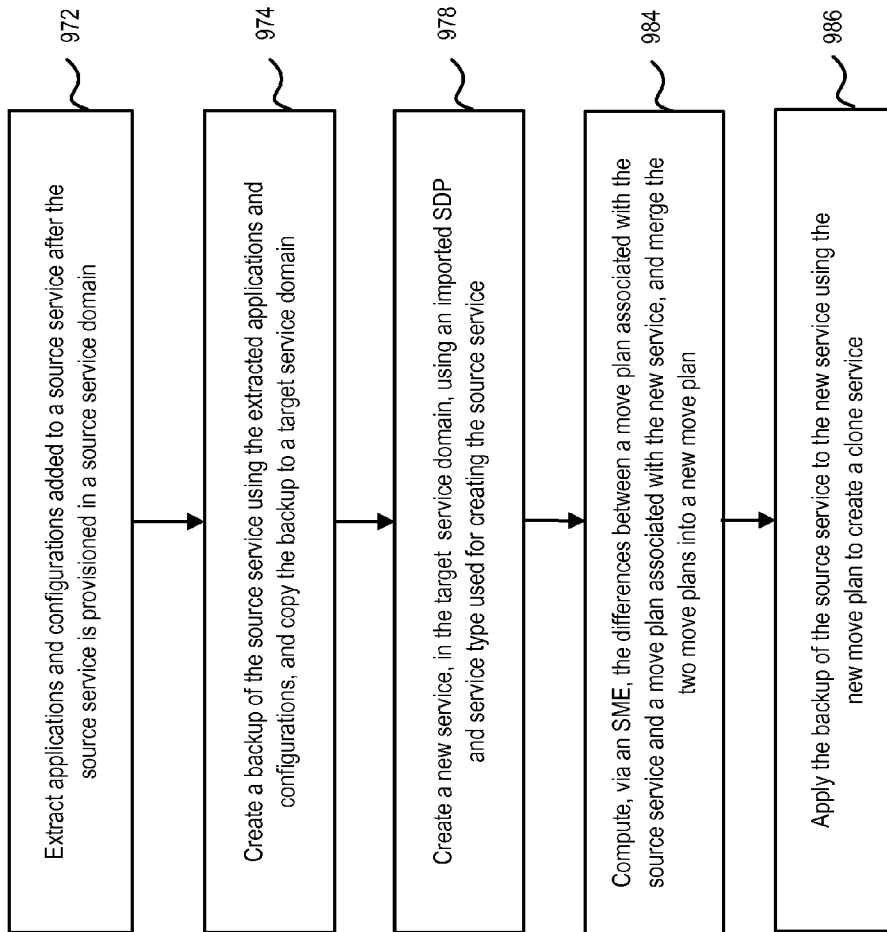 Extract applications and configurations added to a source service after the
source service is provisioned in a source service domain
972
Create a backup of the source service using the extracted applications and
configurations, and copy the backup to a target service domain
974
Create a new service, in the target service domain, using an imported SDP
and service type used for creating the source service
978
Compute, via an SME, the differences between a move plan associated with the
source service and a move plan associated with the new service, and merge the
two move plans into a new move plan
984
Apply the backup of the source service to the new service using the
new move plan to create a clone service
986